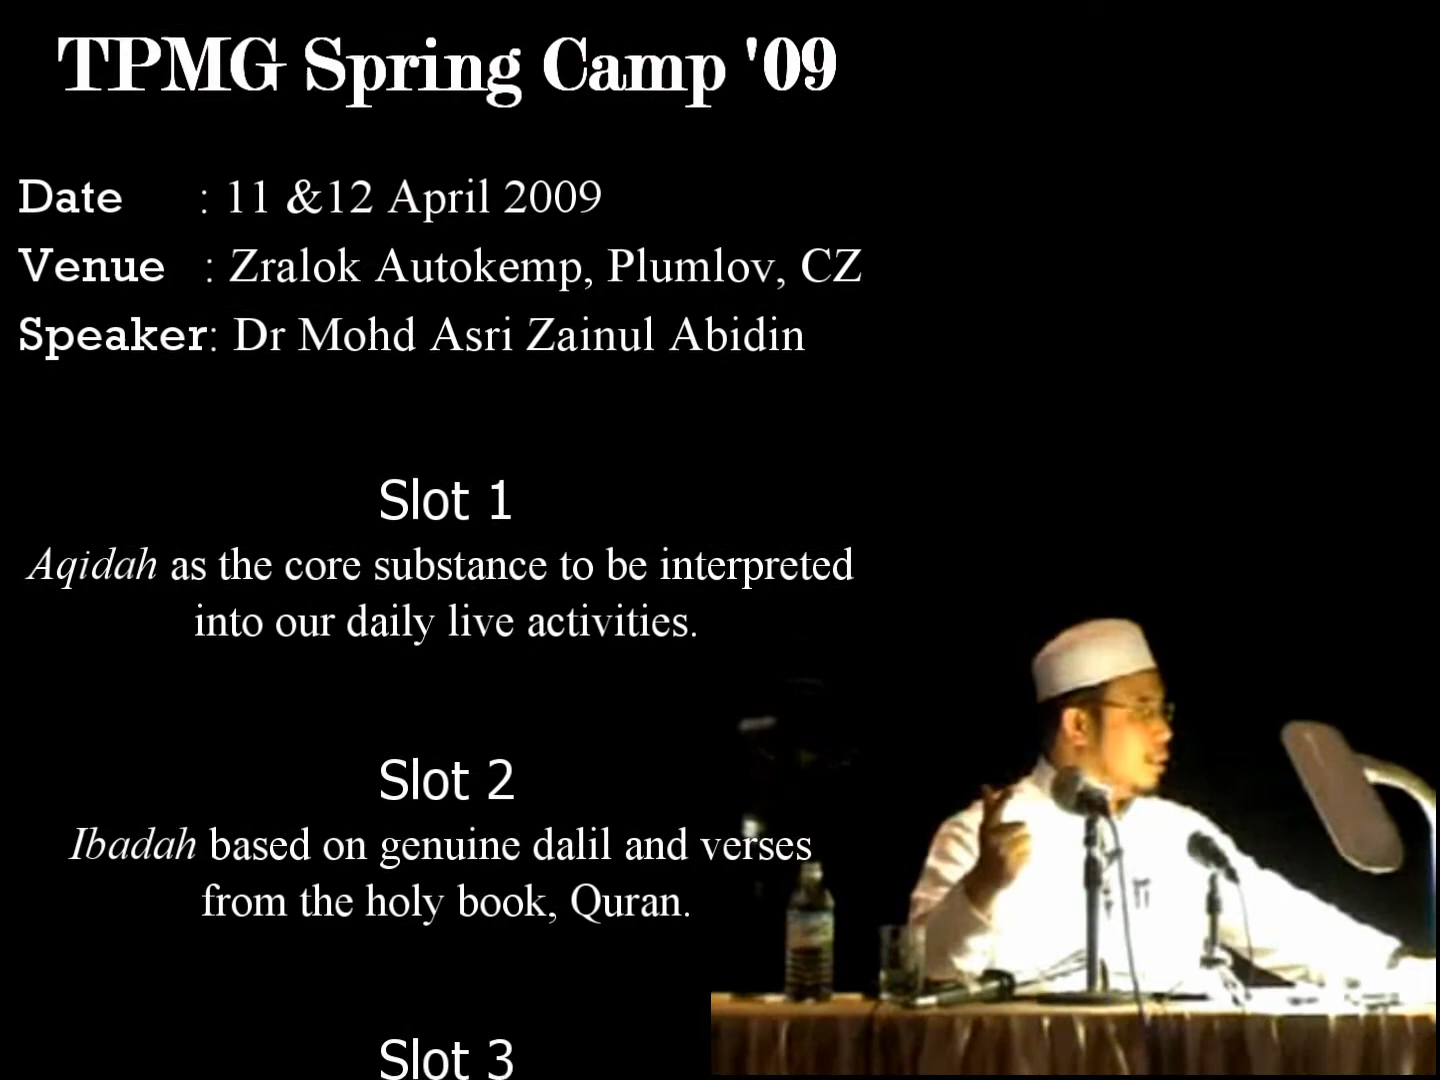 TPMG Spring Camp '09
Date : 11 &12 April 2009
Venue : Zralok Autokemp, Plumlov, CZ
Speaker: Dr Mohd Asri Zainul Abidin
Slot 1
Aqidah as the core substance to be interpreted
into our daily live activities.
Slot 2
Ibadah based on genuine dalil and verses
from the holy book, Quran.
Slot 3